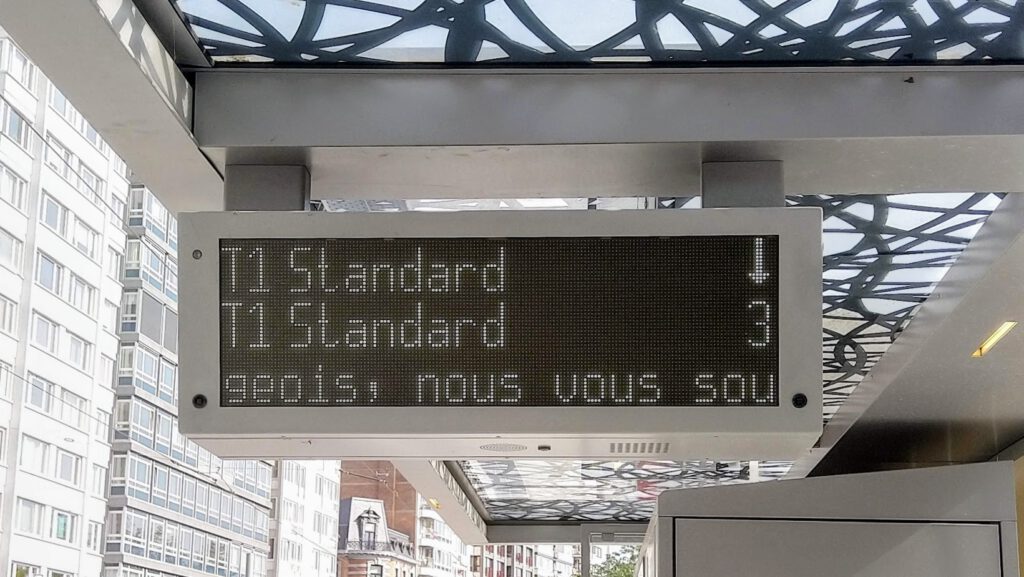 T1 Standard ↓
T1 Standard 3
geois, nous vous sou